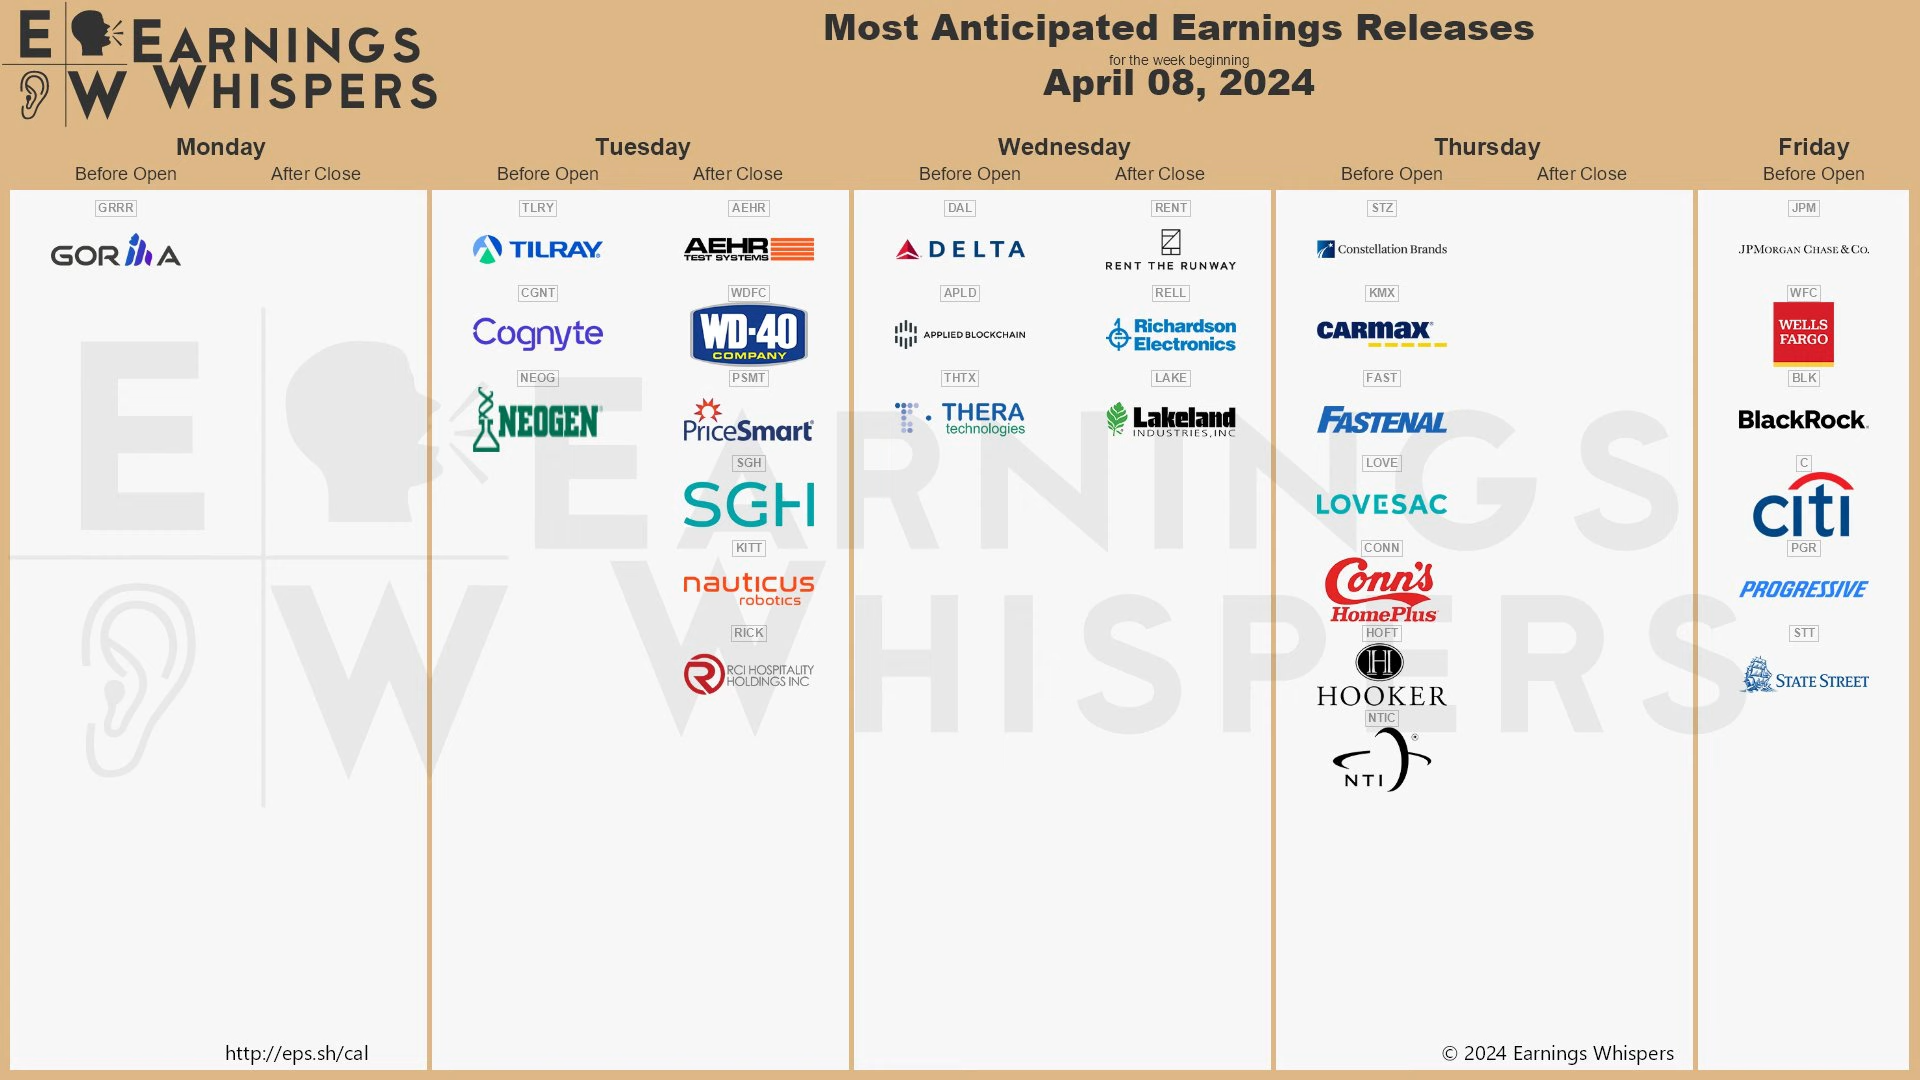 E EARNINGS
W WHISPERS
Most Anticipated Earnings Releases
for the week beginning
April 08, 2024
Monday
Before Open After Close
Tuesday
Before Open After Close
Wednesday
Before Open After Close
Thursday
Before Open After Close
Friday
Before Open
GRRR
GORILLA
TLRY
TILRAY
CGNT
Cognyte
NEOG
NEOGEN
AEHR
AEHR
TEST SYSTEMS
WDFC
WD-40
COMPANY
PSMT
PriceSmart
SGH
SGH
KITT
nauticus
robotics
RICK
R RCI HOSPITALITY
HOLDINGS INC
DAL
DELTA
APLD
APPLIED BLOCKCHAIN
THTX
THERA
technologies
RENT
RENT THE RUNWAY
RELL
Richardson
Electronics
LAKE
Lakeland
INDUSTRIES, INC
STZ
Constellation Brands
KMX
CARMAX
FAST
FASTENAL
LOVE
LOVESAC
CONN
Conn's
HomePlus
HOFT
H
HOOKER
NTIC
NTI
JPM
JPMORGAN CHASE & CO.
WFC
WELLS
FARGO
BLK
BlackRock.
C
citi
PGR
PROGRESSIVE
STT
STATE STREET
E EARNINGS
W WHISPERS
http://eps.sh/cal
© 2024 Earnings Whispers